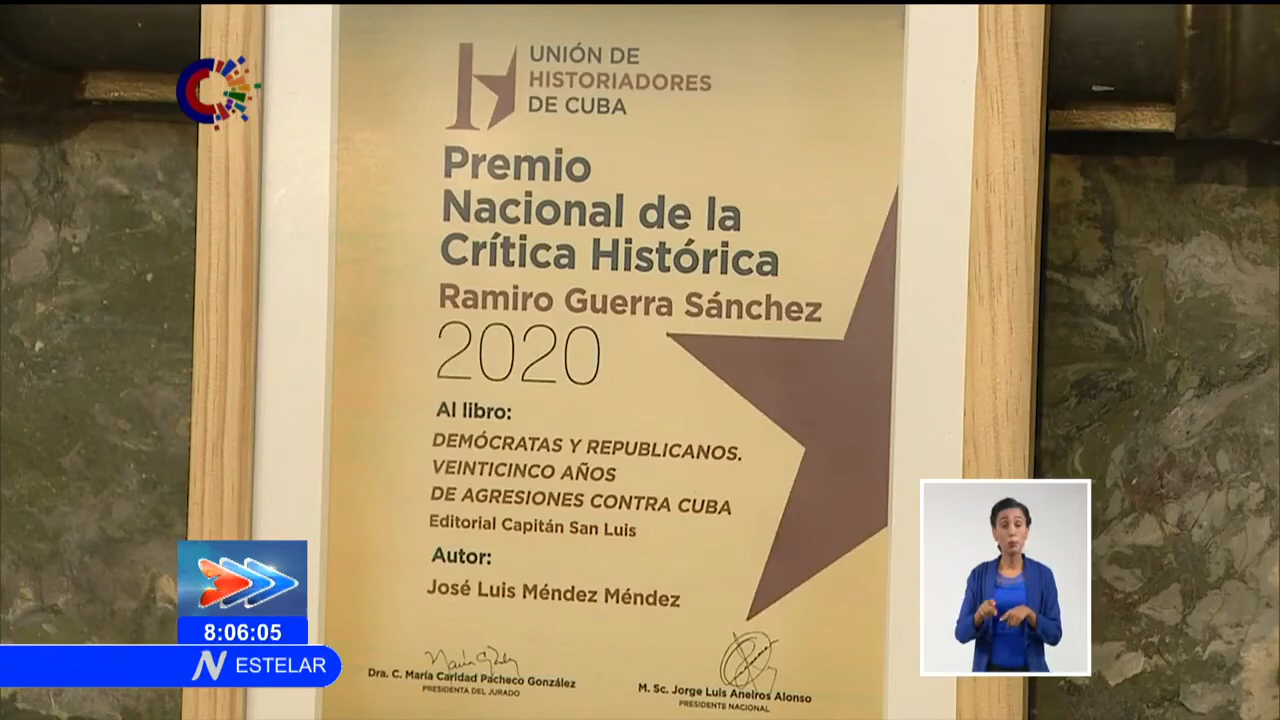 UNIÓN DE
HISTORIADORES
DE CUBA
Premio
Nacional de la
Crítica Histórica
Ramiro Guerra Sánchez
2020
Al libro:
DEMÓCRATAS Y REPUBLICANOS.
VEINTICINCO AÑOS
DE AGRESIONES CONTRA CUBA
Editorial Capitán San Luis
Autor:
José Luis Méndez Méndez
Dra. C. María Caridad Pacheco González
PRESIDENTA DEL JURADO
M. Sc. Jorge Luis Aneiros Alonso
PRESIDENTE NACIONAL
8:06:05
N ESTELAR